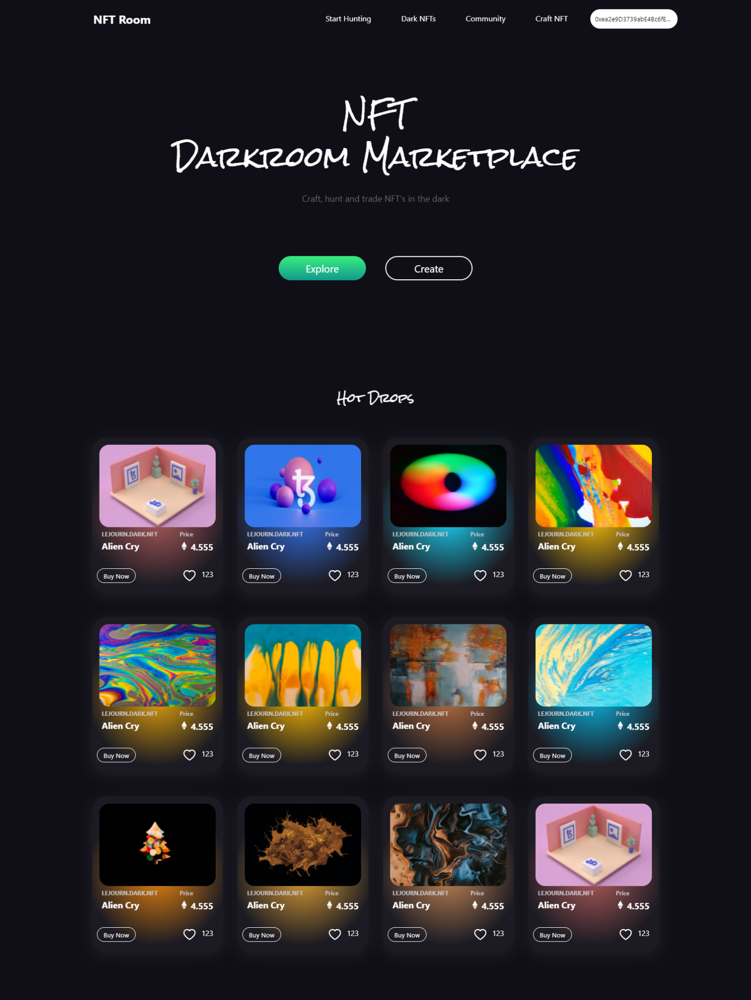 NFT Room
Start Hunting
Dark NFTs
Community
Craft NFT
0xea2e9D3739abE4Bc6fE...
NFT
Darkroom Marketplace
Craft, hunt and trade NFT's in the dark
Explore
Create
Hot Drops
LEJOURN.DARK.NFT Price
Alien Cry 4.555
Buy Now 123
LEJOURN.DARK.NFT Price
Alien Cry 4.555
Buy Now 123
LEJOURN.DARK.NFT Price
Alien Cry 4.555
Buy Now 123
LEJOURN.DARK.NFT Price
Alien Cry 4.555
Buy Now 123
LEJOURN.DARK.NFT Price
Alien Cry 4.555
Buy Now 123
LEJOURN.DARK.NFT Price
Alien Cry 4.555
Buy Now 123
LEJOURN.DARK.NFT Price
Alien Cry 4.555
Buy Now 123
LEJOURN.DARK.NFT Price
Alien Cry 4.555
Buy Now 123
LEJOURN.DARK.NFT Price
Alien Cry 4.555
Buy Now 123
LEJOURN.DARK.NFT Price
Alien Cry 4.555
Buy Now 123
LEJOURN.DARK.NFT Price
Alien Cry 4.555
Buy Now 123
LEJOURN.DARK.NFT Price
Alien Cry 4.555
Buy Now 123